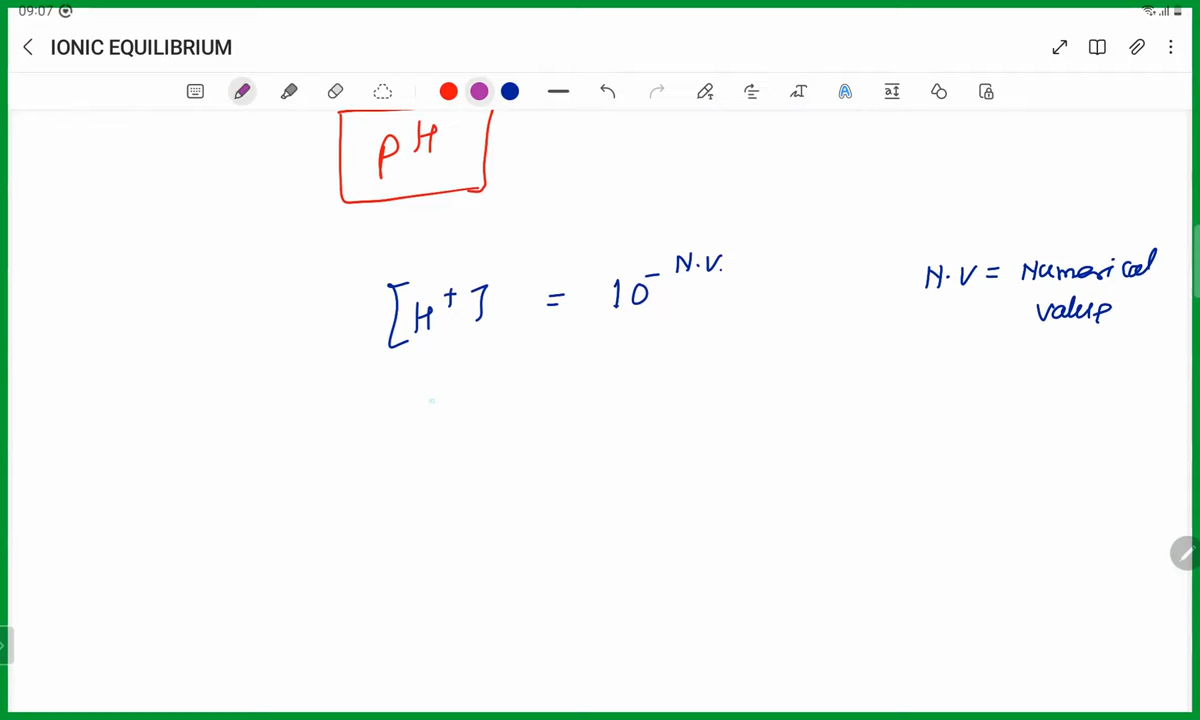 09:07
IONIC EQUILIBRIUM
pH
[H+] = 10^-N.V.
N.V = Numerical
value